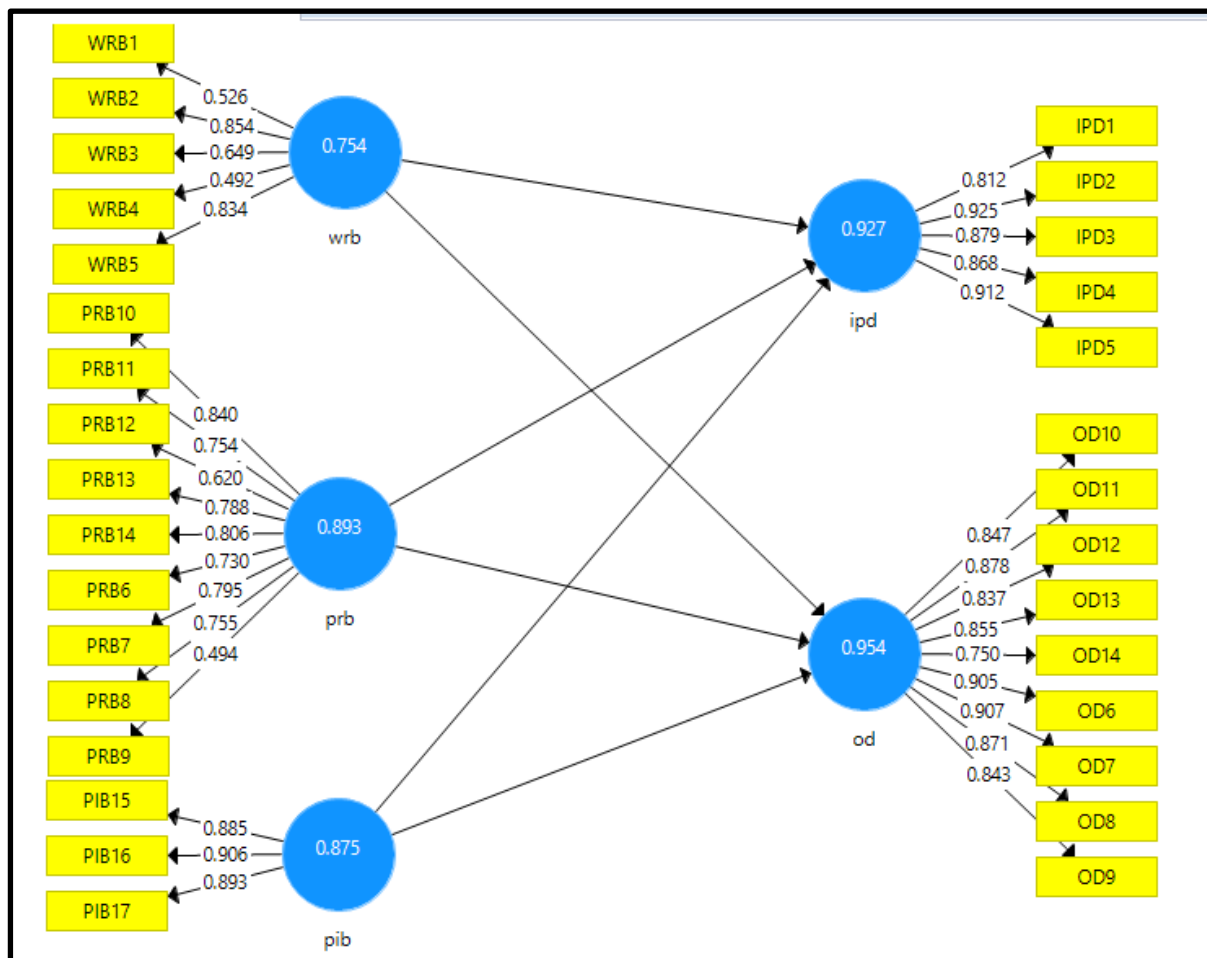 WRB1
WRB2
WRB3
WRB4
WRB5
0.526
0.854
0.649
0.492
0.834
0.754
wrb
PRB10
PRB11
PRB12
PRB13
PRB14
PRB6
PRB7
PRB8
PRB9
0.840
0.754
0.620
0.788
0.806
0.730
0.795
0.755
0.494
0.893
prb
PIB15
PIB16
PIB17
0.885
0.906
0.893
0.875
pib
0.927
ipd
0.812
0.925
0.879
0.868
0.912
IPD1
IPD2
IPD3
IPD4
IPD5
0.954
od
0.847
0.878
0.837
0.855
0.750
0.905
0.907
0.871
0.843
OD10
OD11
OD12
OD13
OD14
OD6
OD7
OD8
OD9